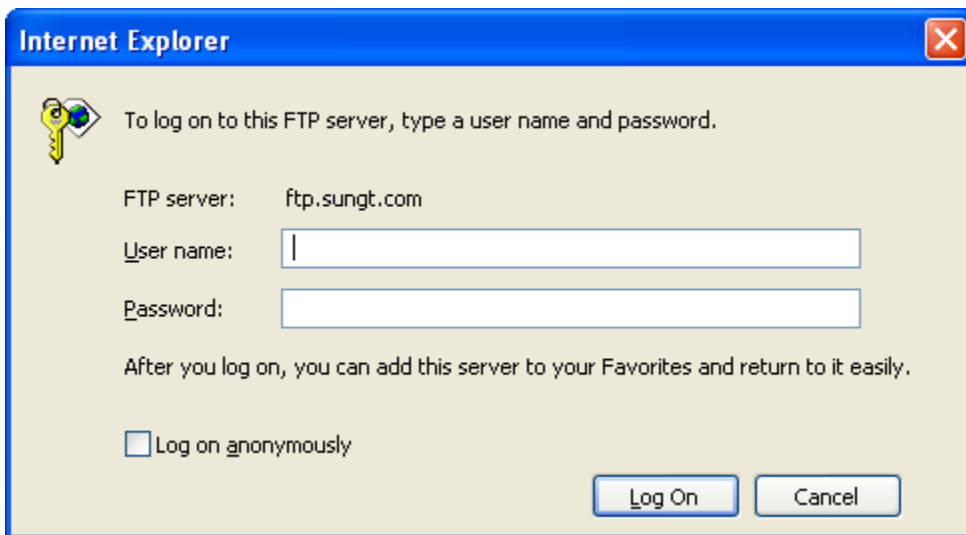 Internet Explorer
To log on to this FTP server, type a user name and password.
FTP server: ftp.sungt.com
User name:
Password:
After you log on, you can add this server to your Favorites and return to it easily.
Log on anonymously
Log On Cancel